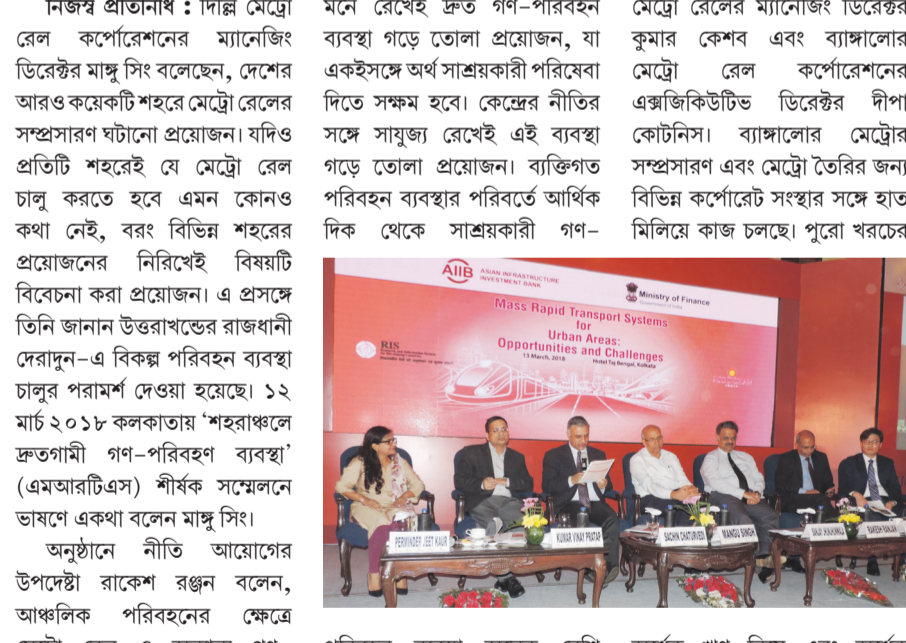 নিজস্ব প্রতিনিধি : দিল্লি মেট্রো
রেল কর্পোরেশনের ম্যানেজিং
ডিরেক্টর মাঙ্গু সিং বলেছেন, দেশের
আরও কয়েকটি শহরে মেট্রো রেলের
সম্প্রসারণ ঘটানো প্রয়োজন। যদিও
প্রতিটি শহরেই যে মেট্রো রেল
চালু করতে হবে এমন কোনও
কথা নেই, বরং বিভিন্ন শহরের
প্রয়োজনের নিরিখেই বিষয়টি
বিবেচনা করা প্রয়োজন। এ প্রসঙ্গে
তিনি জানান উত্তরাখন্ডের রাজধানী
দেরাদুন-এ বিকল্প পরিবহন ব্যবস্থা
চালুর পরামর্শ দেওয়া হয়েছে। ১২
মার্চ ২০১৮ কলকাতায় ‘শহরাঞ্চলে
দ্রুতগামী গণ-পরিবহণ ব্যবস্থা’
(এমআরটিএস) শীর্ষক সম্মেলনে
ভাষণে একথা বলেন মাঙ্গু সিং।
অনুষ্ঠানে নীতি আয়োগের
উপদেষ্টা রাকেশ রঞ্জন বলেন,
আঞ্চলিক পরিবহনের ক্ষেত্রে
মনে রেখেই দ্রুত গণ-পরিবহন
ব্যবস্থা গড়ে তোলা প্রয়োজন, যা
একইসঙ্গে অর্থ সাশ্রয়কারী পরিষেবা
দিতে সক্ষম হবে। কেন্দ্রের নীতির
সঙ্গে সাযুজ্য রেখেই এই ব্যবস্থা
গড়ে তোলা প্রয়োজন। ব্যক্তিগত
পরিবহন ব্যবস্থার পরিবর্তে আর্থিক
দিক থেকে সাশ্রয়কারী গণ-
মেট্রো রেলের ম্যানেজিং ডিরেক্টর
কুমার কেশব এবং ব্যাঙ্গালোর
মেট্রো রেল কর্পোরেশনের
এক্সজিকিউটিভ ডিরেক্টর দীপা
কোটনিস। ব্যাঙ্গালোর মেট্রোর
সম্প্রসারণ এবং মেট্রো তৈরির জন্য
বিভিন্ন কর্পোরেট সংস্থার সঙ্গে হাত
মিলিয়ে কাজ চলছে। পুরো খরচের
AIIB ASIAN INFRASTRUCTURE
INVESTMENT BANK
Ministry of Finance
Government of India
Mass Rapid Transport Systems
for
Urban Areas:
Opportunities and Challenges
13 March, 2018
Hotel Taj Bengal, Kolkata
RIS
PERMINDER JEET KAUR
KUMAR VINAY PRATAP
SACHIN CHATURVEDI
MANGU SINGH
RAKESH RANJAN